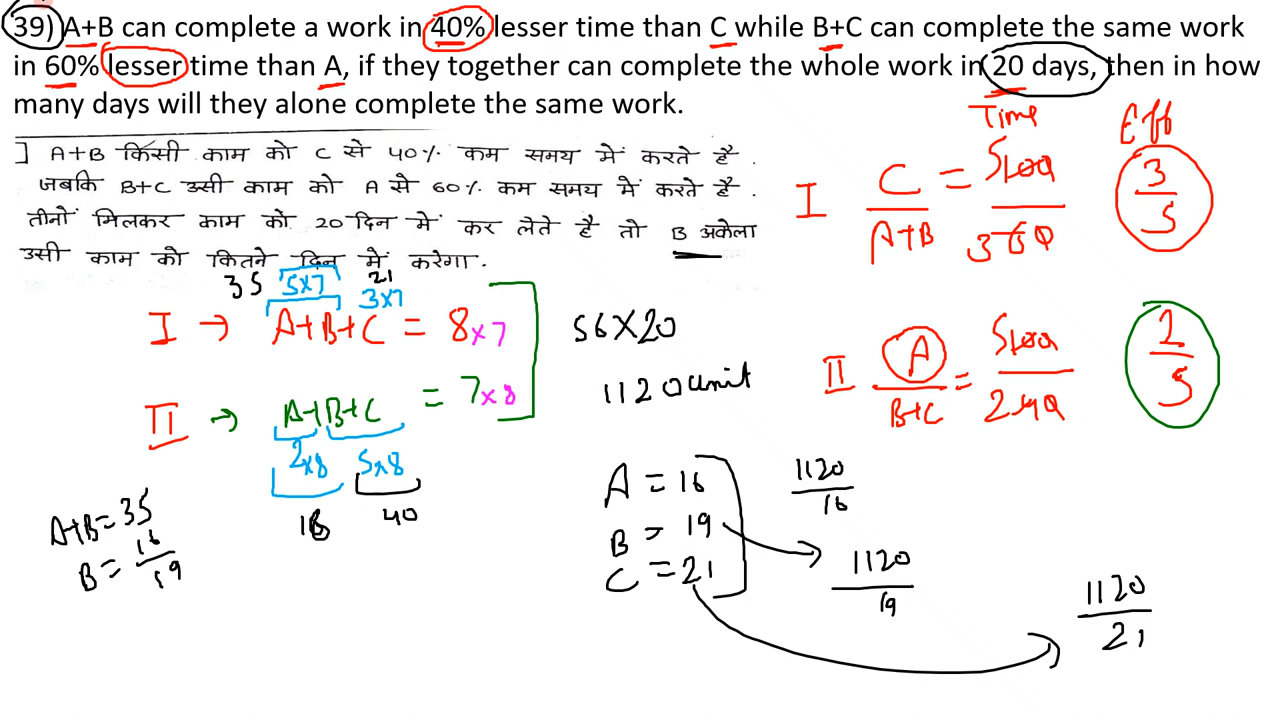 39) A+B can complete a work in 40% lesser time than C while B+C can complete the same work
in 60% lesser time than A, if they together can complete the whole work in 20 days, then in how
many days will they alone complete the same work.
] A+B किसी काम को C से 40% कम समय में करते है.
जबकि B+C उसी काम को A से 60% कम समय में करते है.
तीनों मिलकर काम को 20 दिन में कर लेते है तो B अकेला
उसी काम को कितने दिन में करेगा.
Time Eff
I C/A+B = 5100/360 3/5
II A/B+C = 5100/240 2/5
35 5x7 21 3x7
I → A+B+C = 8x7
II → A+B+C = 7x8
2x8 5x8
16 40
56x20
1120 unit
A+B=35
B= 16/19
A = 16
B = 19
C = 21
1120/16
1120/19
1120/21